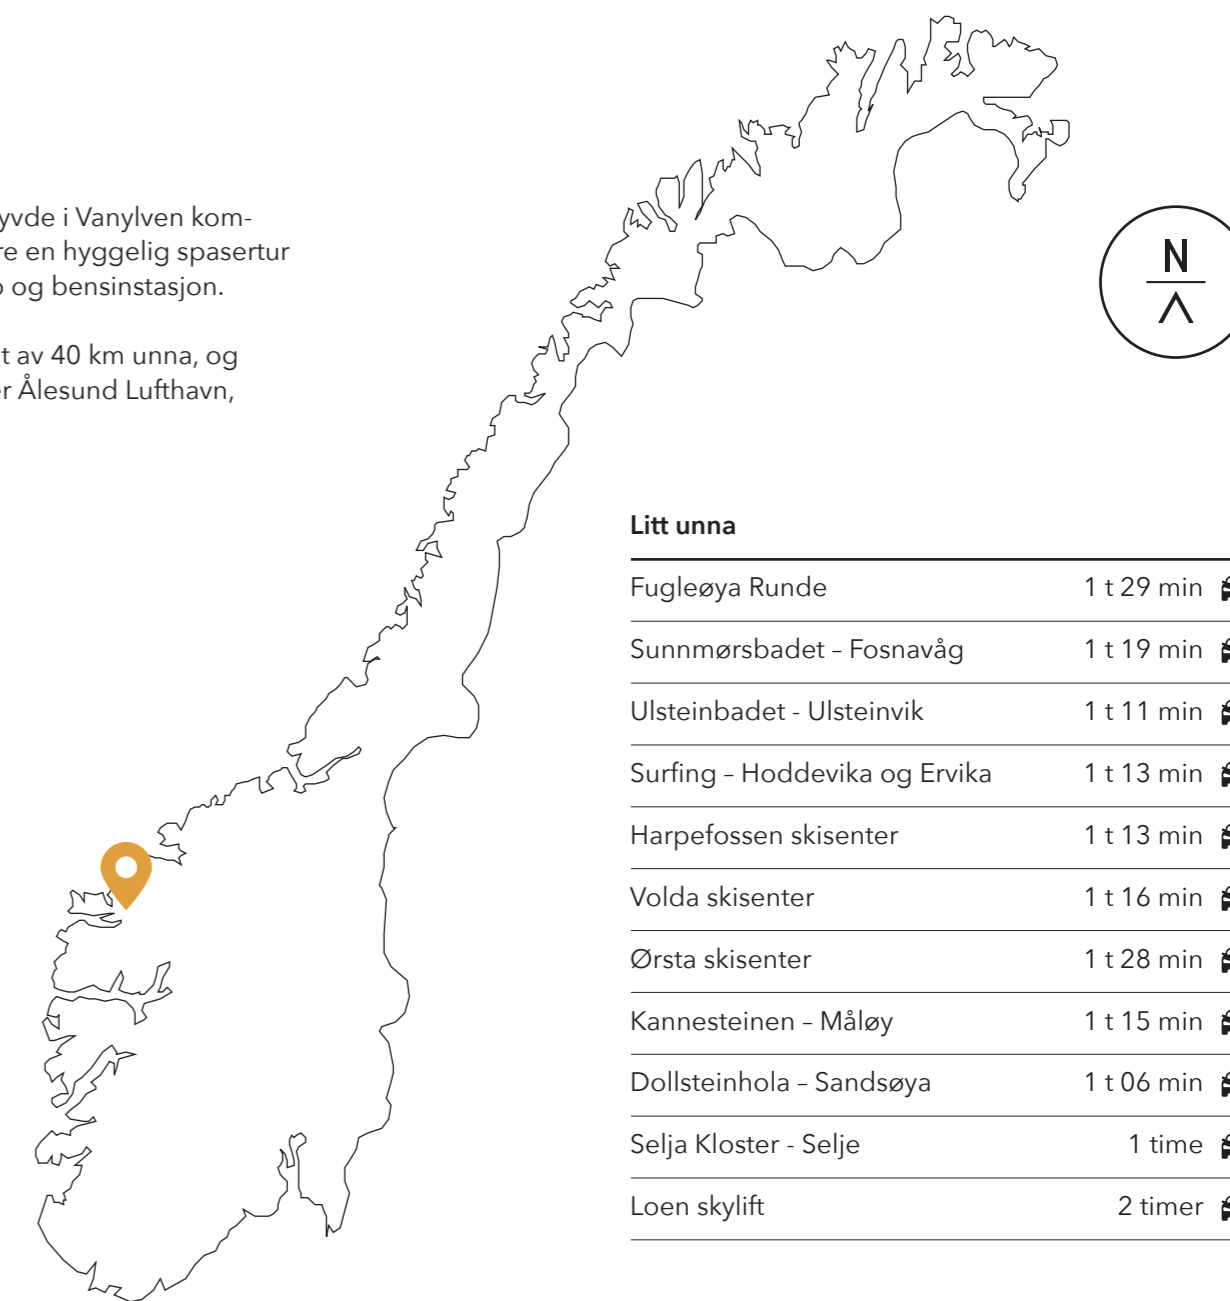 yvde i Vanylven kom-
re en hyggelig spasertur
og bensinstasjon.
t av 40 km unna, og
r Ålesund Lufthavn,
N
Litt unna
Fugleøya Runde 1 t 29 min
Sunnmørsbadet – Fosnavåg 1 t 19 min
Ulsteinbadet - Ulsteinvik 1 t 11 min
Surfing – Hoddevika og Ervika 1 t 13 min
Harpefossen skisenter 1 t 13 min
Volda skisenter 1 t 16 min
Ørsta skisenter 1 t 28 min
Kannesteinen – Måløy 1 t 15 min
Dollsteinhola – Sandsøya 1 t 06 min
Selja Kloster - Selje 1 time
Loen skylift 2 timer